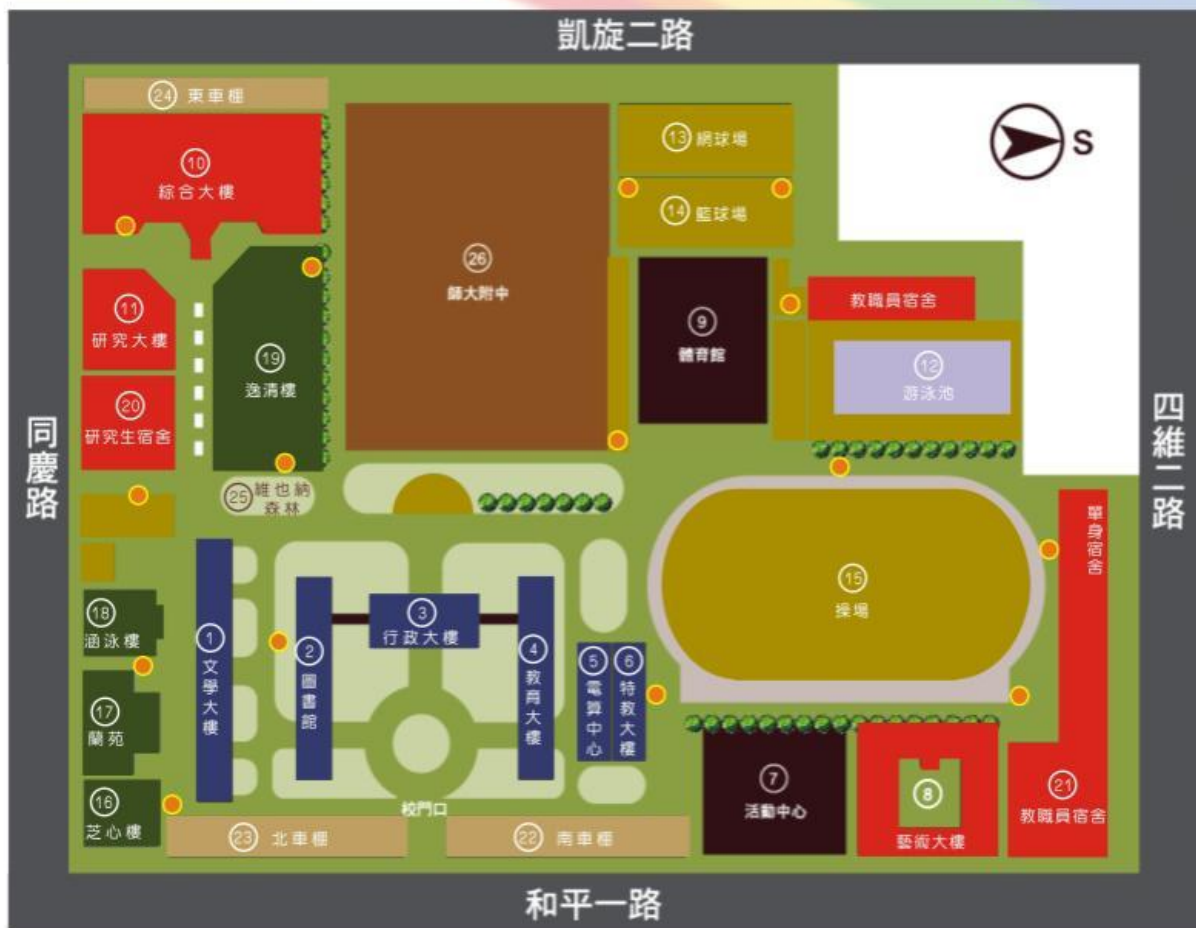 凱旋二路
24 東車棚
10
綜合大樓
13 網球場
14 籃球場
S
26
師大附中
11
研究大樓
9
體育館
教職員宿舍
12
游泳池
19
逸清樓
20
研究生宿舍
同慶路
四維二路
25 維也納
森林
單身宿舍
15
操場
18
涵泳樓
1 文學大樓
2 圖書館
3
行政大樓
4 教育大樓
5 電算中心
6 特教大樓
17
蘭苑
16
芝心樓
7
活動中心
8
藝術大樓
21
教職員宿舍
校門口
23 北車棚
22 南車棚
和平一路